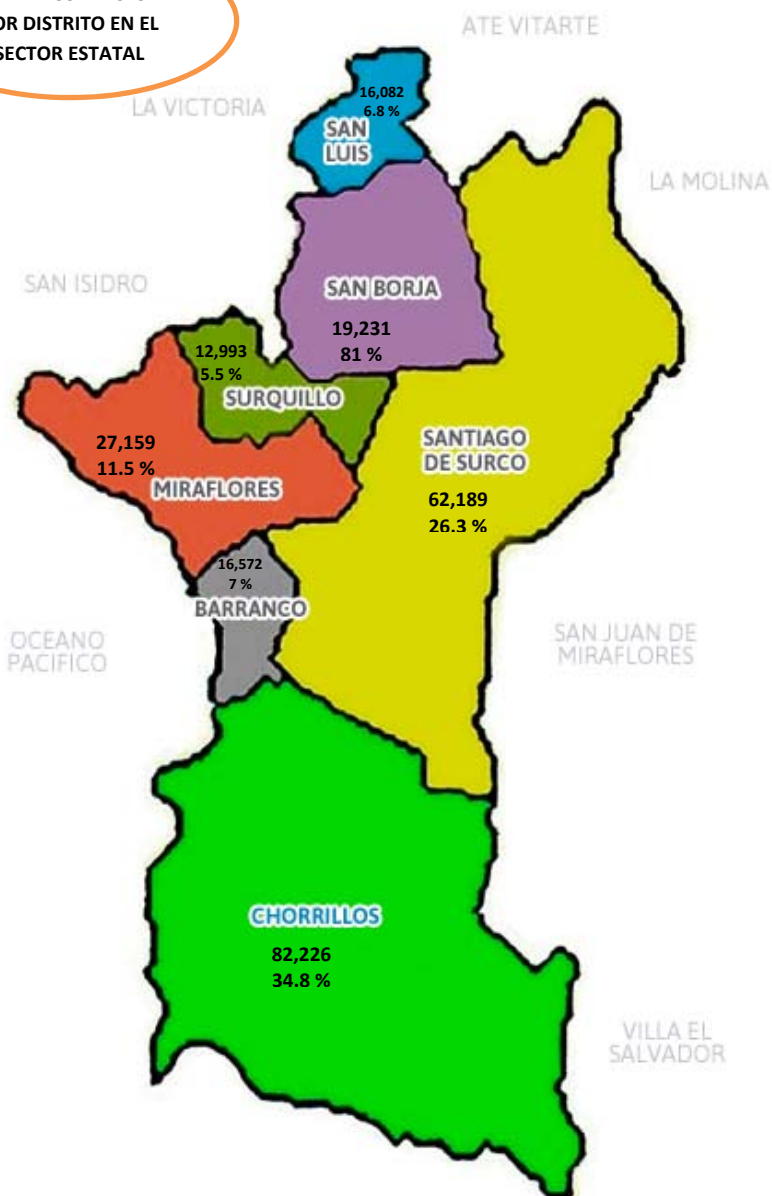 OR DISTRITO EN EL
SECTOR ESTATAL
ATE VITARTE
LA VICTORIA
16,082
6.8 %
SAN
LUIS
LA MOLINA
SAN ISIDRO
SAN BORJA
19,231
81 %
12,993
5.5 %
SURQUILLO
27,159
11.5 %
MIRAFLORES
SANTIAGO
DE SURCO
62,189
26.3 %
16,572
7 %
BARRANCO
OCEANO
PACIFICO
SAN JUAN DE
MIRAFLORES
CHORRILLOS
82,226
34.8 %
VILLA EL
SALVADOR